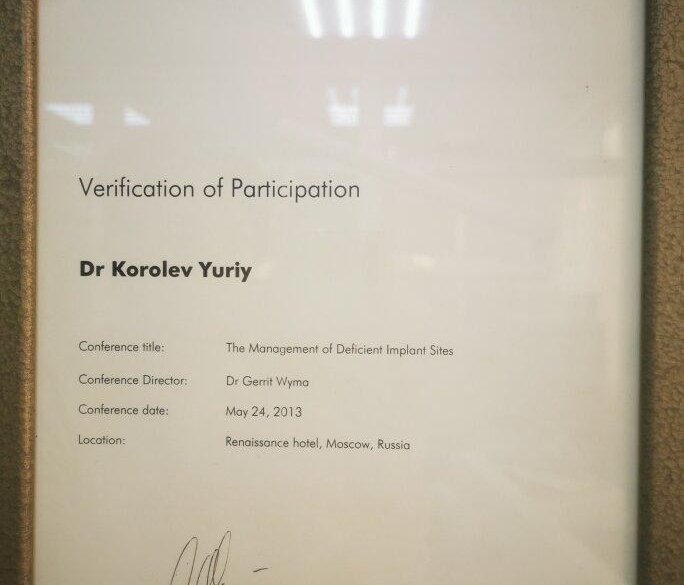 Verification of Participation
Dr Korolev Yuriy
Conference title: The Management of Deficient Implant Sites
Conference Director: Dr Gerrit Wyma
Conference date: May 24, 2013
Location: Renaissance hotel, Moscow, Russia